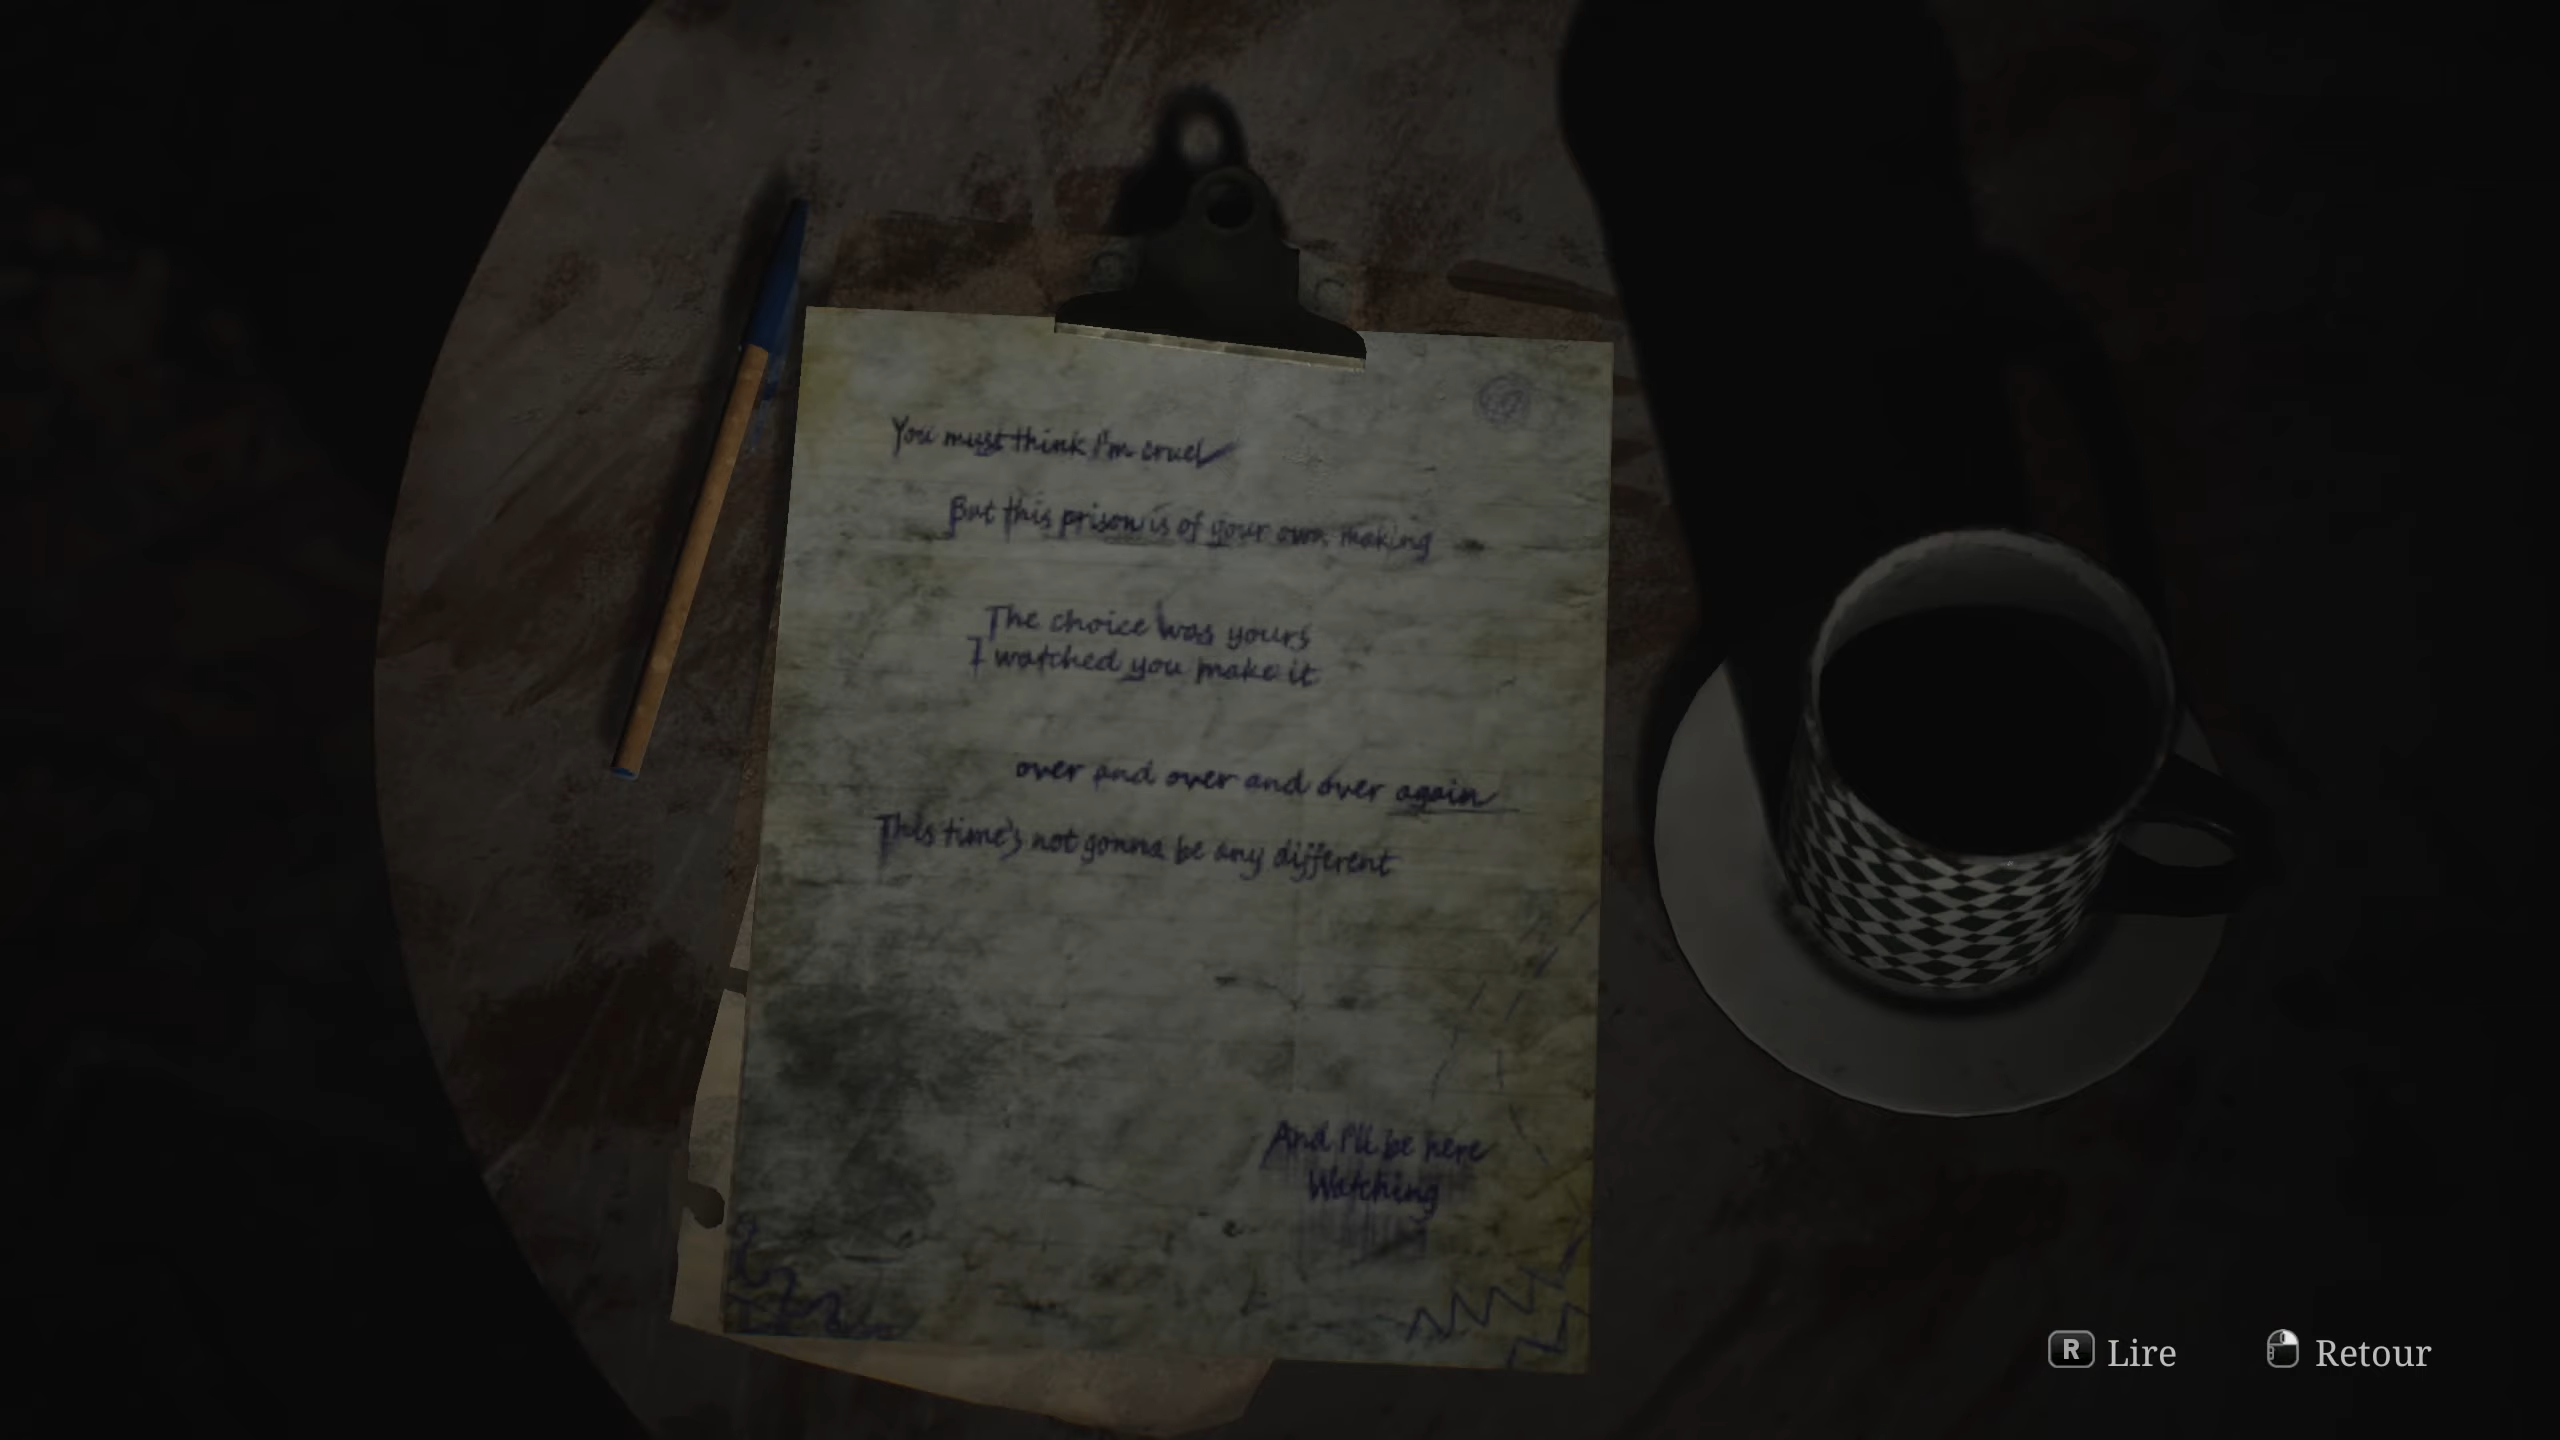 You must think I'm cruel
But this prison is of your own making
The choice was yours
I watched you make it
over and over and over again
This time's not gonna be any different
And I'll be here
Watching
R Lire
Retour